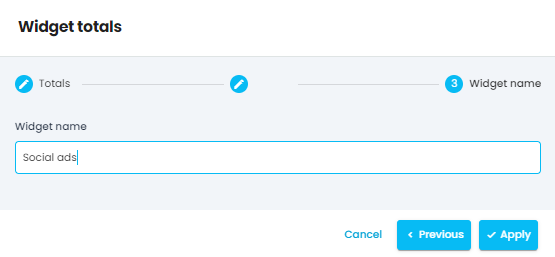 Widget totals
Totals
3 Widget name
Widget name
Social ads
Cancel
Previous
Apply